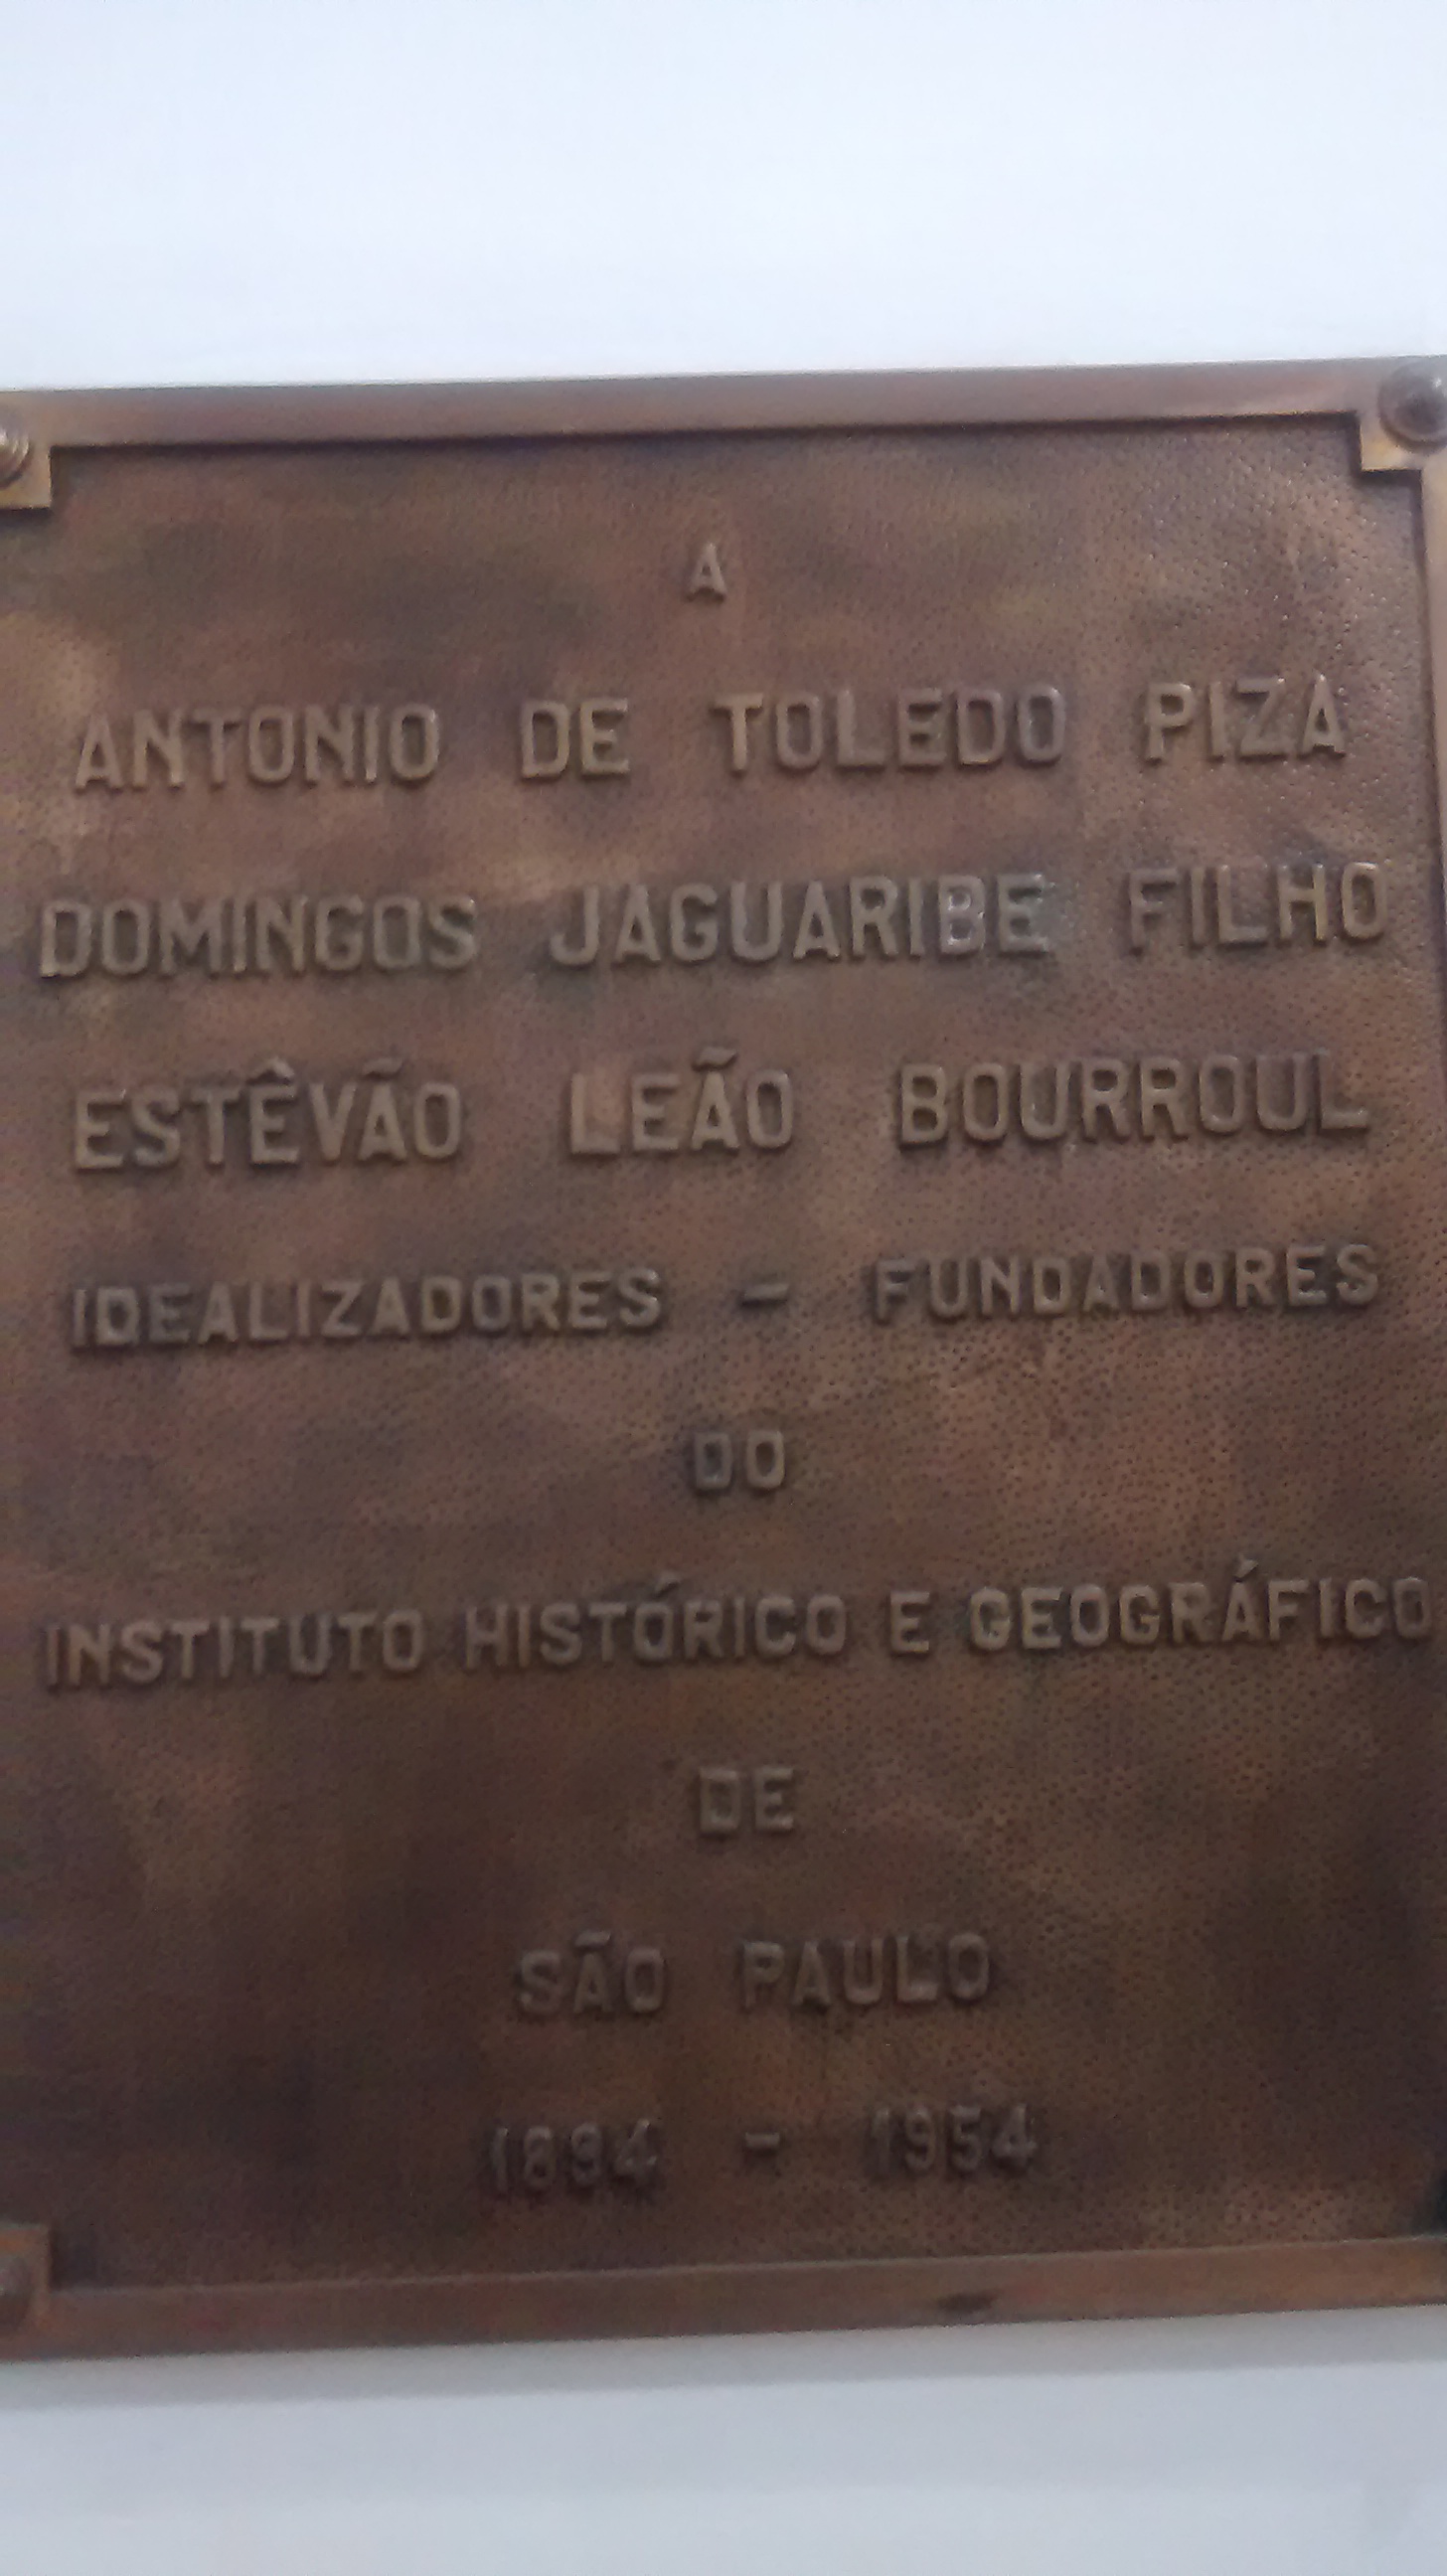 A
ANTONIO DE TOLEDO PIZA
DOMINGOS JAGUARIBE FILHO
ESTÊVÃO LEÃO BOURROUL
IDEALIZADORES - FUNDADORES
DO
INSTITUTO HISTÓRICO E GEOGRÁFICO
DE
SÃO PAULO
1894 - 1954